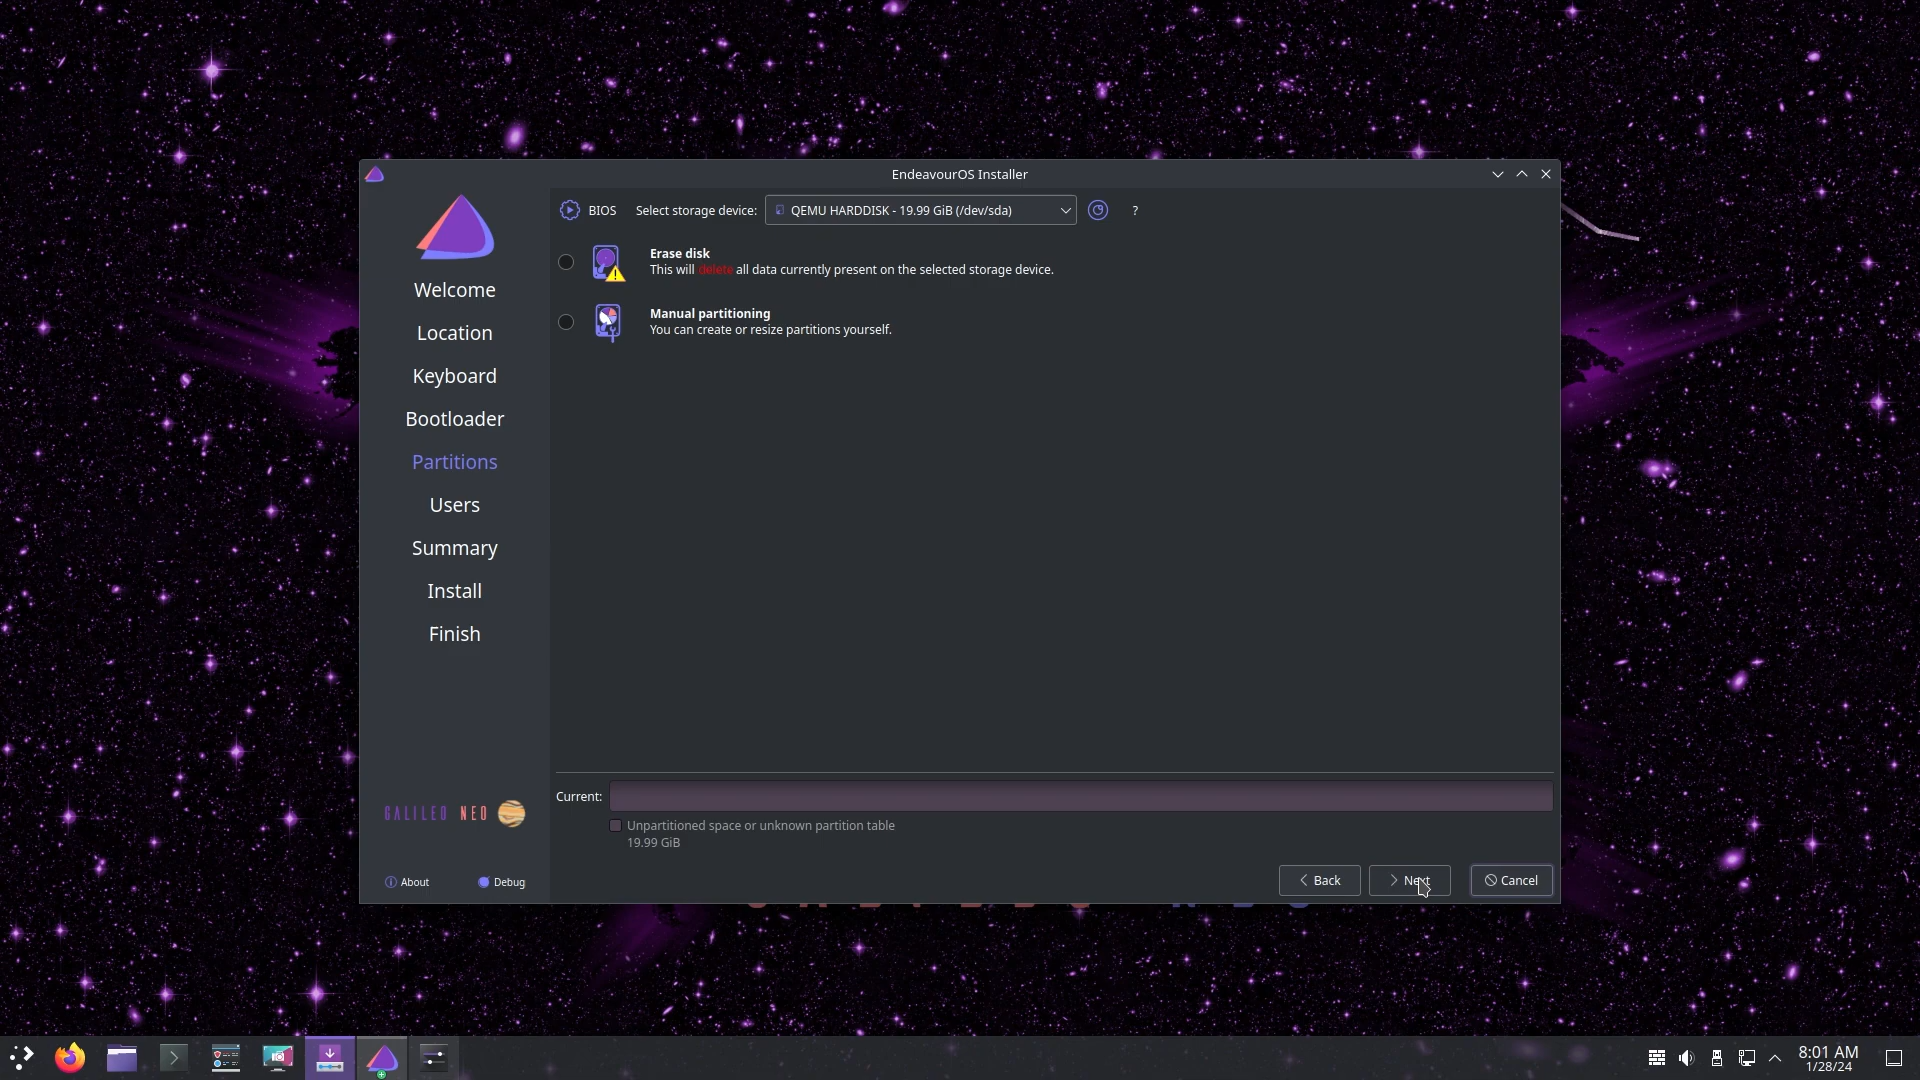 EndeavourOS Installer
BIOS
Select storage device:
QEMU HARDDISK - 19.99 GiB (/dev/sda)
?
Welcome
Location
Keyboard
Bootloader
Partitions
Users
Summary
Install
Finish
Erase disk
This will delete all data currently present on the selected storage device.
Manual partitioning
You can create or resize partitions yourself.
GALILEO NEO
Current:
Unpartitioned space or unknown partition table
19.99 GiB
About
Debug
Back
Next
Cancel
8:01 AM
1/28/24